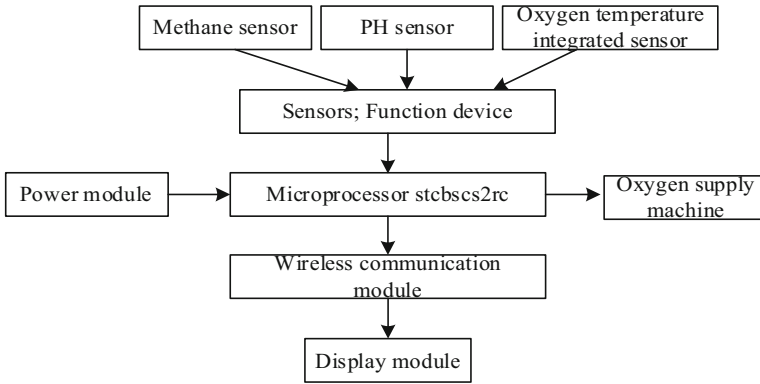 Methane sensor
PH sensor
Oxygen temperature
integrated sensor
Sensors; Function device
Power module
Microprocessor stcbscs2rc
Oxygen supply
machine
Wireless communication
module
Display module